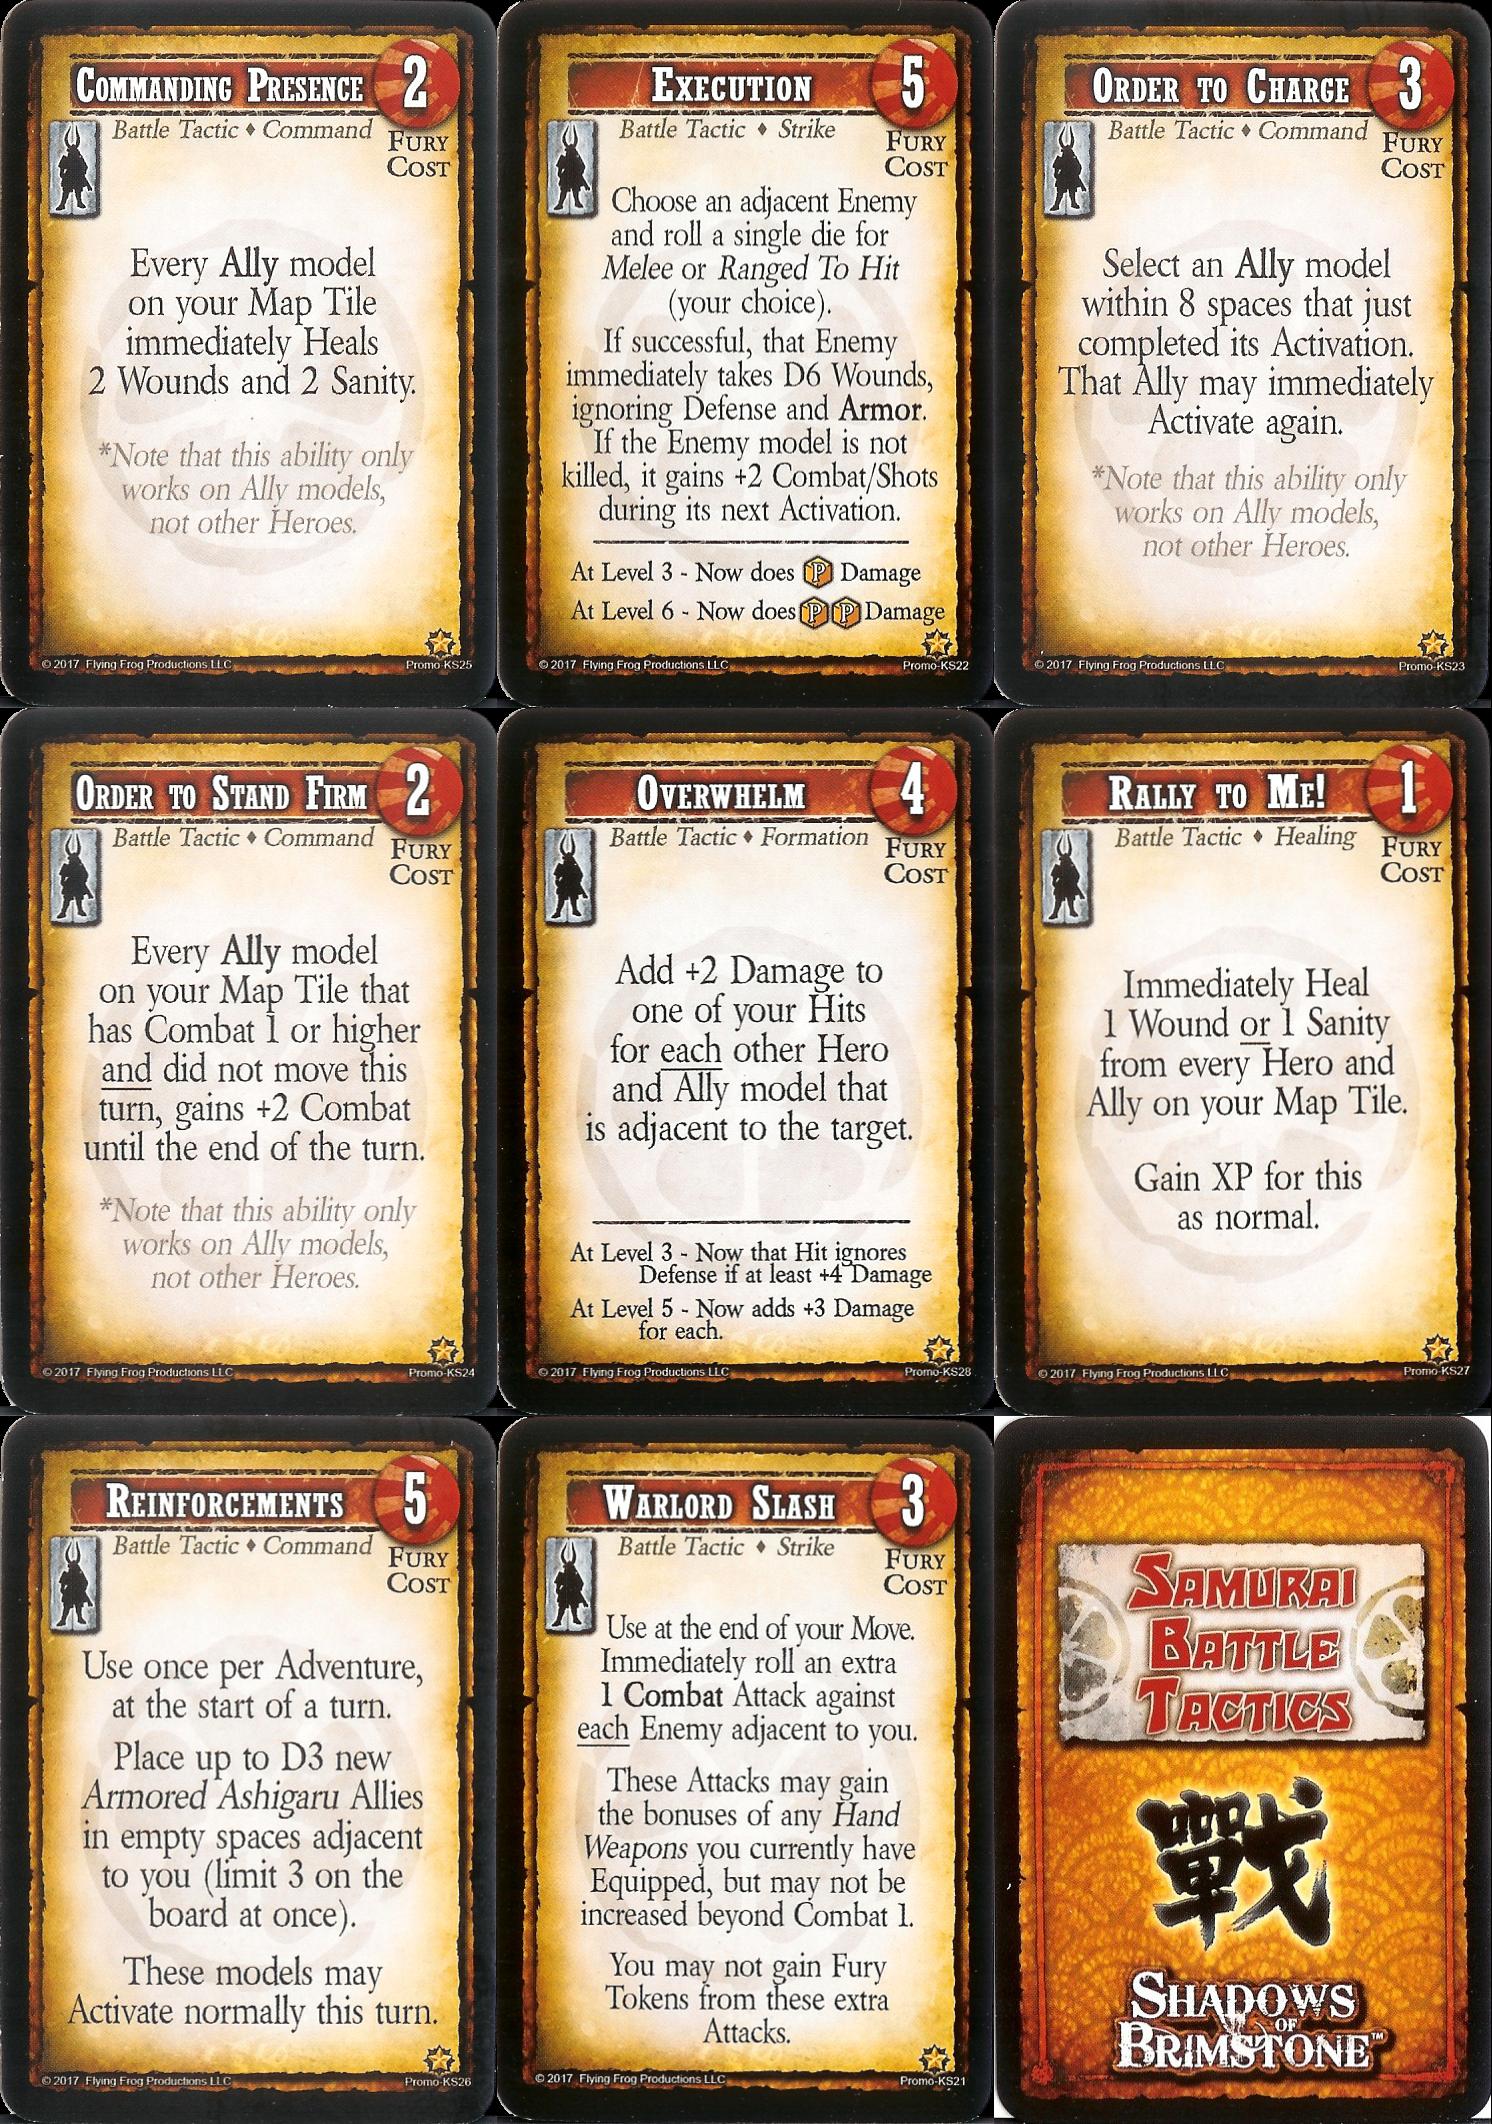 COMMANDING PRESENCE
2
Battle Tactic ♦ Command
FURY
COST
Every Ally model
on your Map Tile
immediately Heals
2 Wounds and 2 Sanity.
*Note that this ability only
works on Ally models,
not other Heroes.
© 2017 Flying Frog Productions LLC
Promo-KS25
EXECUTION
5
Battle Tactic ♦ Strike
FURY
COST
Choose an adjacent Enemy
and roll a single die for
Melee or Ranged To Hit
(your choice).
If successful, that Enemy
immediately takes D6 Wounds,
ignoring Defense and Armor.
If the Enemy model is not
killed, it gains +2 Combat/Shots
during its next Activation.
At Level 3 - Now does P Damage
At Level 6 - Now does P P Damage
© 2017 Flying Frog Productions LLC
Promo-KS22
ORDER TO CHARGE
3
Battle Tactic ♦ Command
FURY
COST
Select an Ally model
within 8 spaces that just
completed its Activation.
That Ally may immediately
Activate again.
*Note that this ability only
works on Ally models,
not other Heroes.
© 2017 Flying Frog Productions LLC
Promo-KS23
ORDER TO STAND FIRM
2
Battle Tactic ♦ Command
FURY
COST
Every Ally model
on your Map Tile that
has Combat 1 or higher
and did not move this
turn, gains +2 Combat
until the end of the turn.
*Note that this ability only
works on Ally models,
not other Heroes.
© 2017 Flying Frog Productions LLC
Promo-KS24
OVERWHELM
4
Battle Tactic ♦ Formation
FURY
COST
Add +2 Damage to
one of your Hits
for each other Hero
and Ally model that
is adjacent to the target.
At Level 3 - Now that Hit ignores
Defense if at least +4 Damage
At Level 5 - Now adds +3 Damage
for each.
© 2017 Flying Frog Productions LLC
Promo-KS28
RALLY TO ME!
1
Battle Tactic ♦ Healing
FURY
COST
Immediately Heal
1 Wound or 1 Sanity
from every Hero and
Ally on your Map Tile.
Gain XP for this
as normal.
© 2017 Flying Frog Productions LLC
Promo-KS27
REINFORCEMENTS
5
Battle Tactic ♦ Command
FURY
COST
Use once per Adventure,
at the start of a turn.
Place up to D3 new
Armored Ashigaru Allies
in empty spaces adjacent
to you (limit 3 on the
board at once).
These models may
Activate normally this turn.
© 2017 Flying Frog Productions LLC
Promo-KS26
WARLORD SLASH
3
Battle Tactic ♦ Strike
FURY
COST
Use at the end of your Move.
Immediately roll an extra
1 Combat Attack against
each Enemy adjacent to you.
These Attacks may gain
the bonuses of any Hand
Weapons you currently have
Equipped, but may not be
increased beyond Combat 1.
You may not gain Fury
Tokens from these extra
Attacks.
© 2017 Flying Frog Productions LLC
Promo-KS21
SAMURAI
BATTLE
TACTICS
戰
SHADOWS
OF
BRIMSTONE™